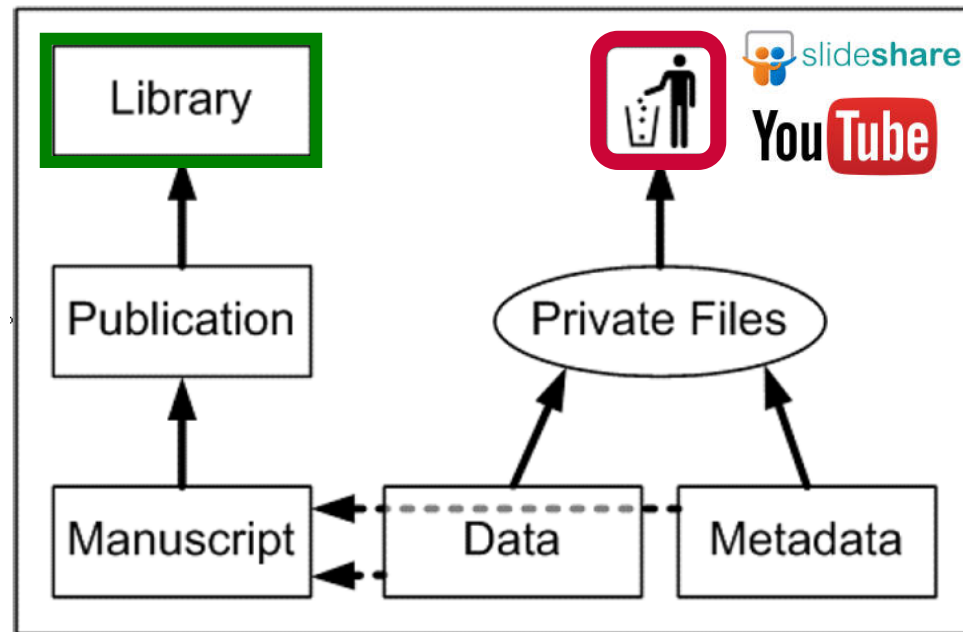 Library
slideshare
YouTube
Publication
Private Files
Manuscript
Data
Metadata